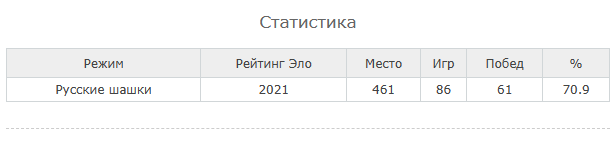 Статистика
Режим Рейтинг Эло Место Игр Побед %
Русские шашки 2021 461 86 61 70.9